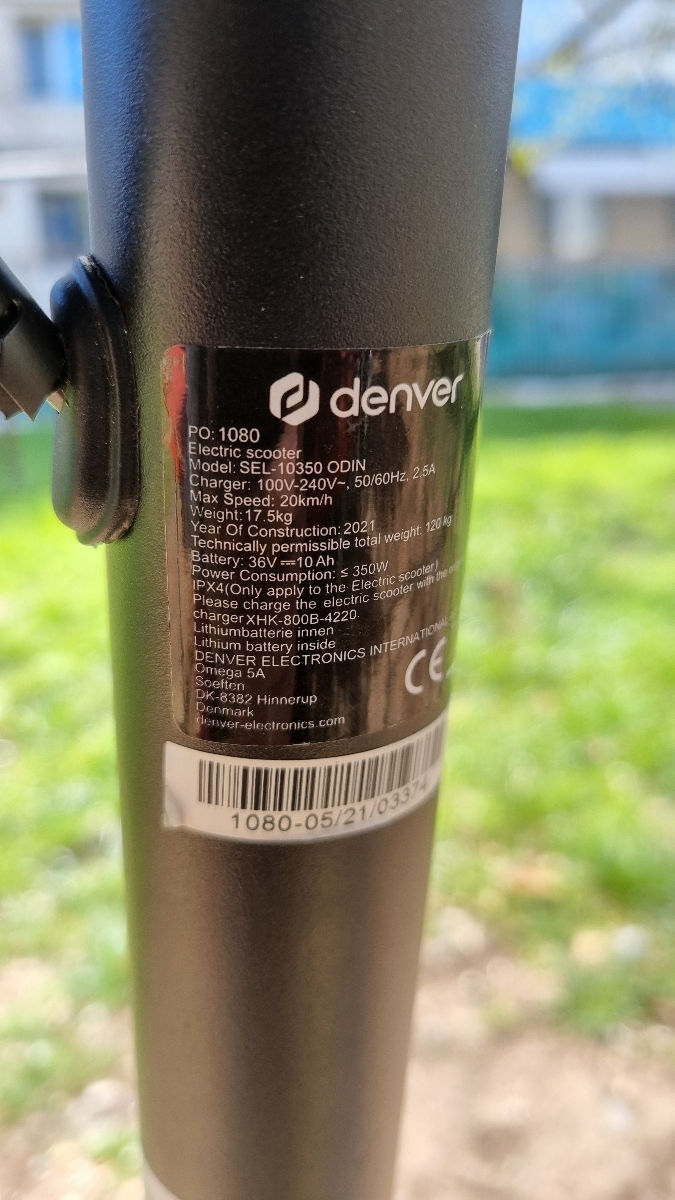 denver
PO: 1080
Electric scooter
Model: SEL-10350 ODIN
Charger: 100V-240V~, 50/60Hz, 2.5A
Max Speed: 20km/h
Weight:17.5kg
Year Of Construction: 2021
Technically permissible total weight: 120 kg
Battery: 36V ⎓10 Ah
Power Consumption: ≤ 350W
IPX4(Only apply to the Electric scooter)
Please charge the electric scooter with the
charger XHK-800B-4220.
Lithiumbatterie innen
Lithium battery inside
DENVER ELECTRONICS INTERNATIONAL
Omega 5A
Soeften
DK-8382 Hinnerup
Denmark
denver-electronics.com
CE
1080-05/21/03374